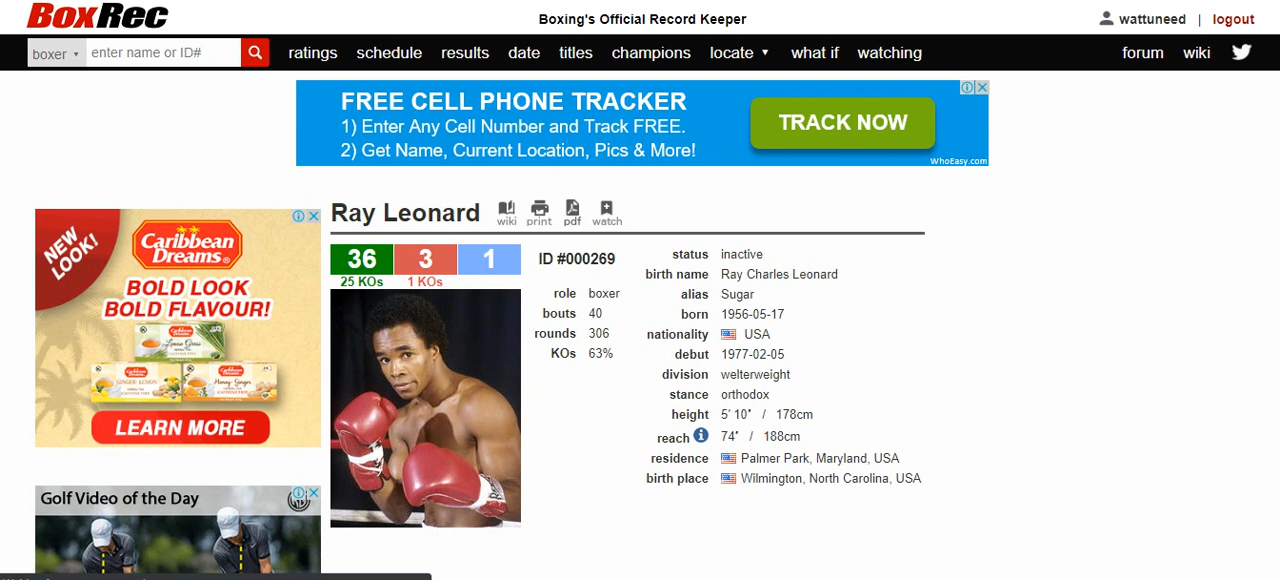 BoxRec
Boxing's Official Record Keeper
wattuneed | logout
boxer enter name or ID#
ratings schedule results date titles champions locate what if watching forum wiki
FREE CELL PHONE TRACKER
1) Enter Any Cell Number and Track FREE.
2) Get Name, Current Location, Pics & More!
TRACK NOW
WhoEasy.com
NEW LOOK!
Caribbean
Dreams®
BOLD LOOK
BOLD FLAVOUR!
Lemon Grass
GINGER LEMON
Honey Ginger
LEARN MORE
Golf Video of the Day
Ray Leonard
wiki print pdf watch
36 3 1
25 KOs 1 KOs
ID #000269
role boxer
bouts 40
rounds 306
KOs 63%
status inactive
birth name Ray Charles Leonard
alias Sugar
born 1956-05-17
nationality USA
debut 1977-02-05
division welterweight
stance orthodox
height 5′ 10″ / 178cm
reach 74″ / 188cm
residence Palmer Park, Maryland, USA
birth place Wilmington, North Carolina, USA